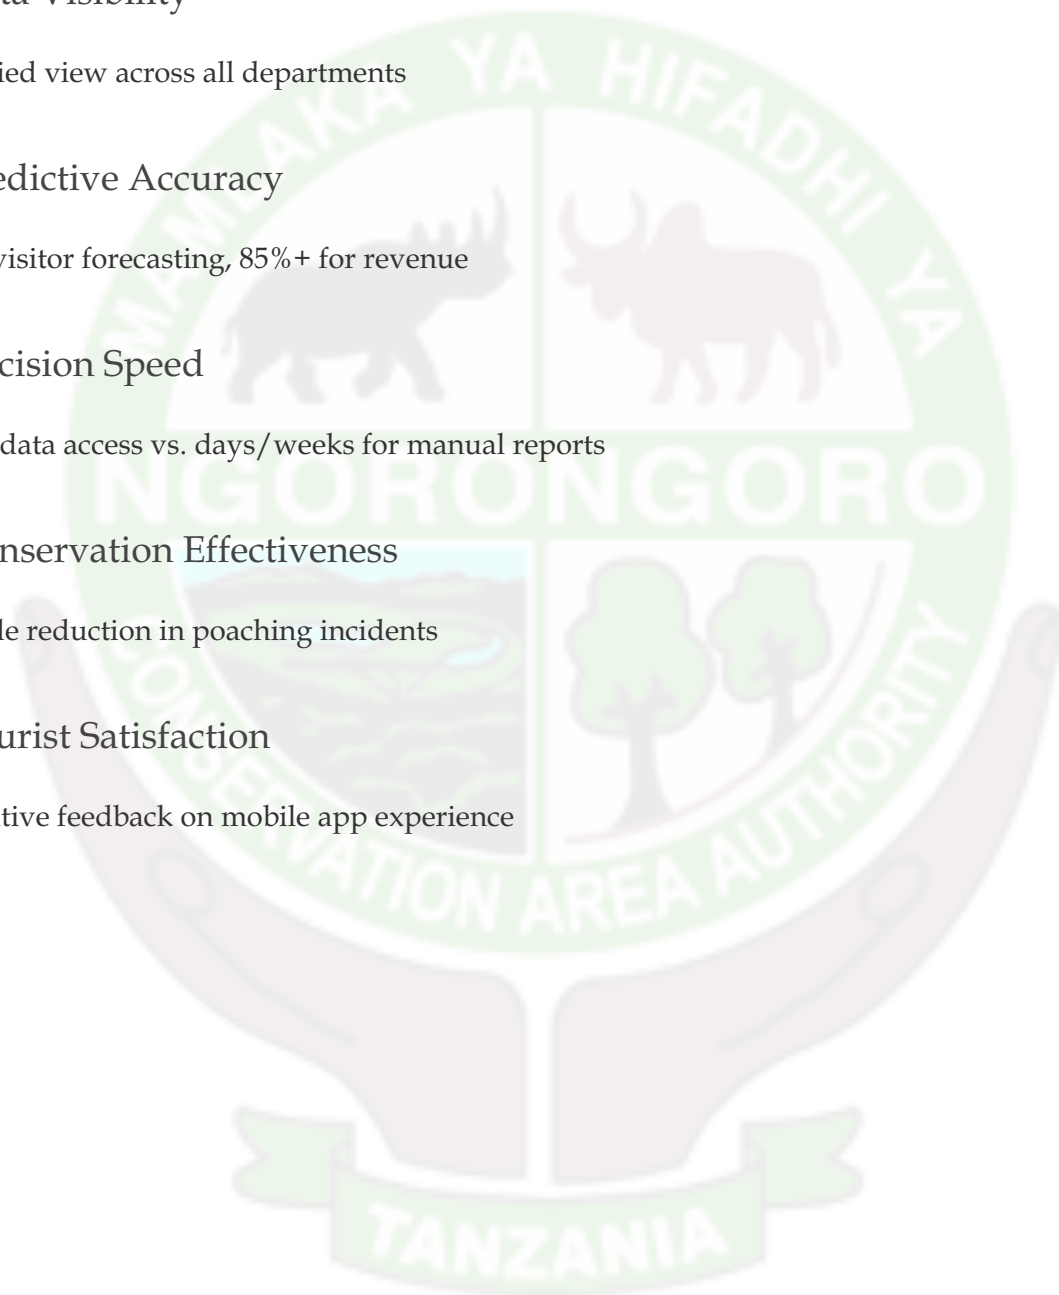 ta Visibility
ied view across all departments
edictive Accuracy
visitor forecasting, 85%+ for revenue
cision Speed
data access vs. days/weeks for manual reports
nservation Effectiveness
le reduction in poaching incidents
urist Satisfaction
itive feedback on mobile app experience
MAMLAKA YA HIFADHI YA
NGORONGORO
CONSERVATION AREA AUTHORITY
TANZANIA